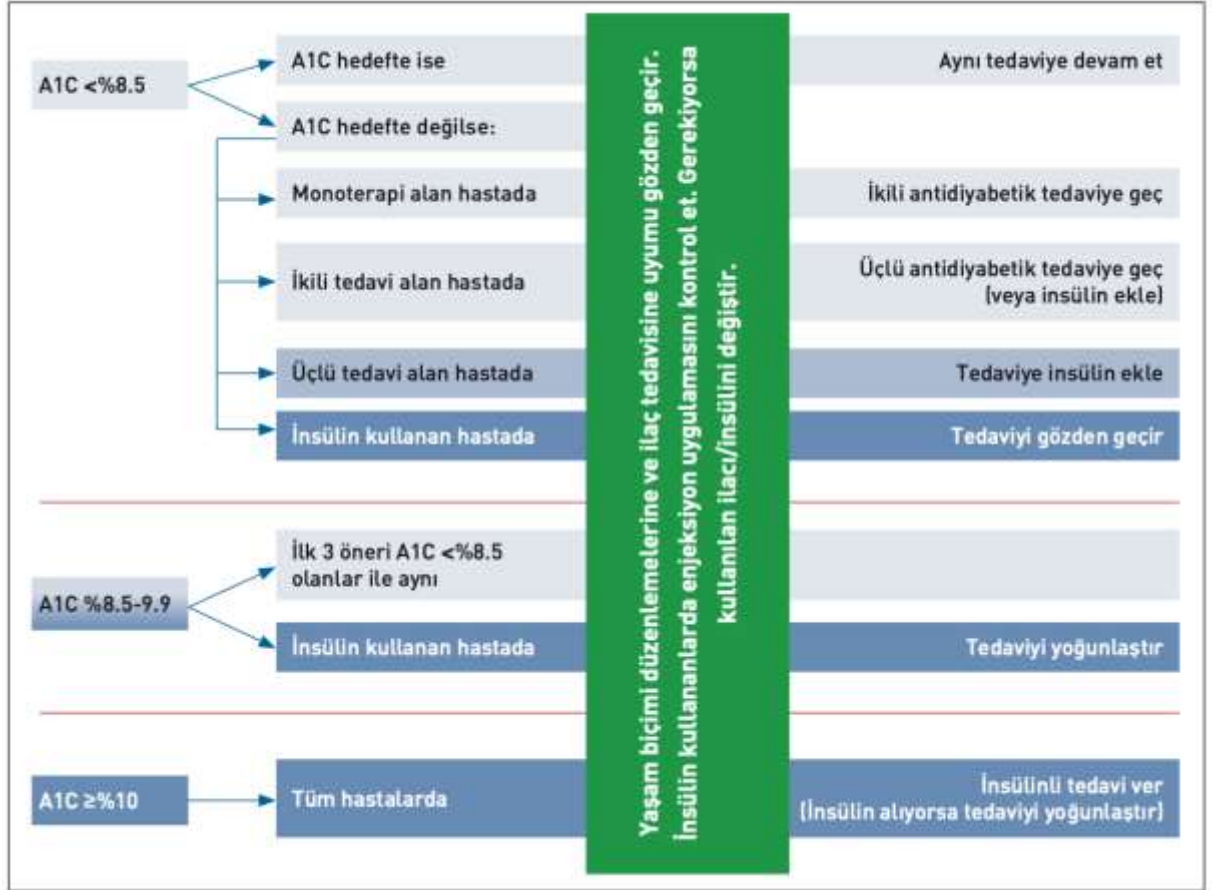 A1C <%8.5
A1C hedefte ise
Aynı tedaviye devam et
A1C hedefte değilse:
Monoterapi alan hastada
İkili antidiyabetik tedaviye geç
İkili tedavi alan hastada
Üçlü antidiyabetik tedaviye geç
(veya insülin ekle)
Üçlü tedavi alan hastada
Tedaviye insülin ekle
İnsülin kullanan hastada
Tedaviyi gözden geçir
Yaşam biçimi düzenlemelerine ve ilaç tedavisine uyumu gözden geçir.
İnsülin kullananlarda enjeksiyon uygulamasını kontrol et. Gerekiyorsa
kullanılan ilacı/insülini değiştir.
A1C %8.5-9.9
İlk 3 öneri A1C <%8.5
olanlar ile aynı
İnsülin kullanan hastada
Tedaviyi yoğunlaştır
A1C ≥%10
Tüm hastalarda
İnsülinli tedavi ver
(İnsülin alıyorsa tedaviyi yoğunlaştır)